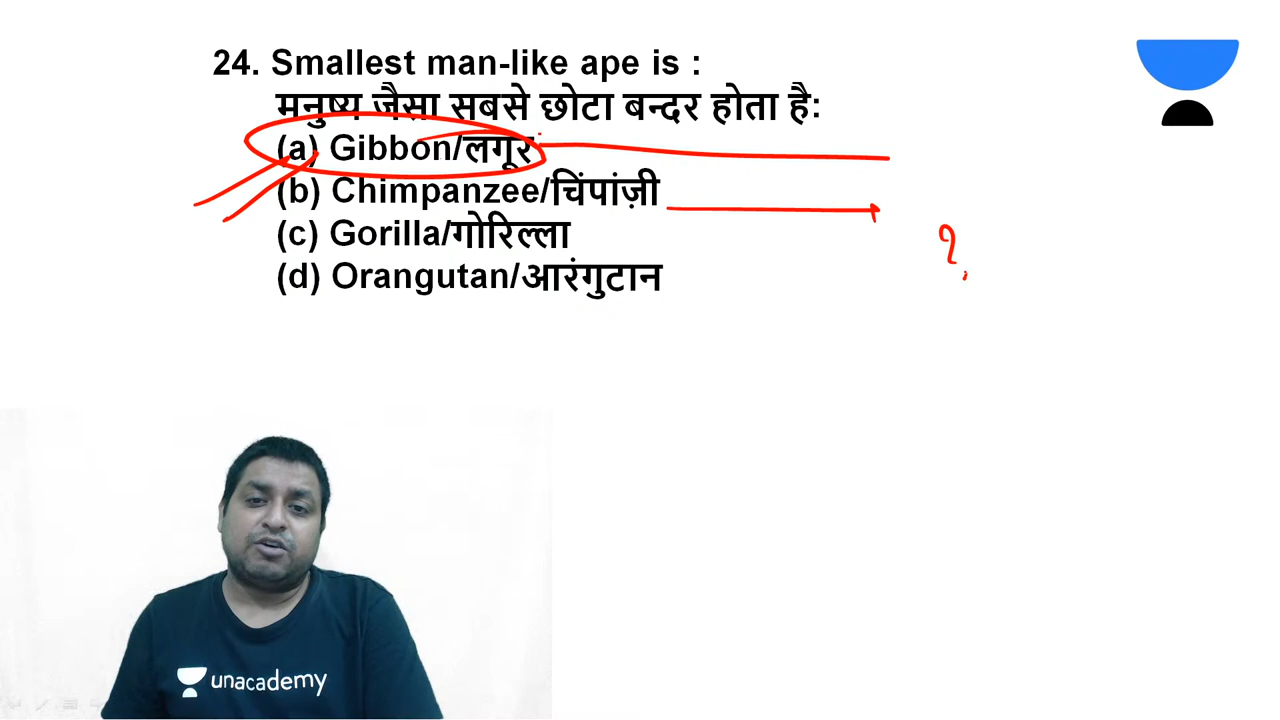 24. Smallest man-like ape is :
मनुष्य जैसा सबसे छोटा बन्दर होता है:
(a) Gibbon/लगूर
(b) Chimpanzee/चिंपांज़ी
(c) Gorilla/गोरिल्ला
(d) Orangutan/आरंगुटान
?
unacademy